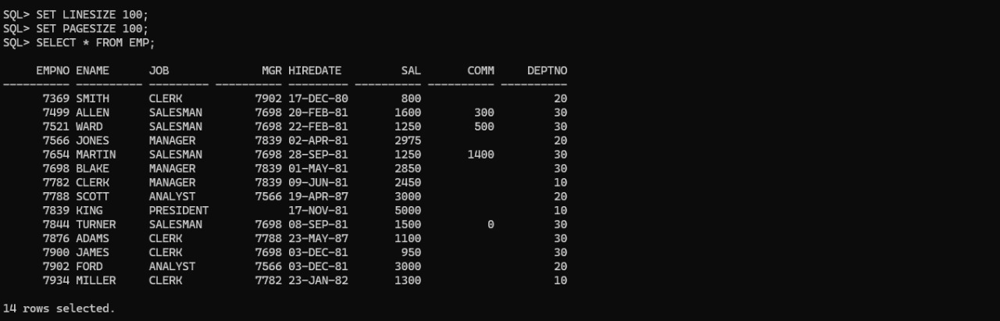 SQL> SET LINESIZE 100;
SQL> SET PAGESIZE 100;
SQL> SELECT * FROM EMP;

     EMPNO ENAME      JOB              MGR HIREDATE         SAL       COMM     DEPTNO
---------- ---------- --------- ---------- --------- ---------- ---------- ----------
      7369 SMITH      CLERK           7902 17-DEC-80        800                    20
      7499 ALLEN      SALESMAN        7698 20-FEB-81       1600        300         30
      7521 WARD       SALESMAN        7698 22-FEB-81       1250        500         30
      7566 JONES      MANAGER         7839 02-APR-81       2975                    20
      7654 MARTIN     SALESMAN        7698 28-SEP-81       1250       1400         30
      7698 BLAKE      MANAGER         7839 01-MAY-81       2850                    30
      7782 CLERK      MANAGER         7839 09-JUN-81       2450                    10
      7788 SCOTT      ANALYST         7566 19-APR-87       3000                    20
      7839 KING       PRESIDENT            17-NOV-81       5000                    10
      7844 TURNER     SALESMAN        7698 08-SEP-81       1500          0         30
      7876 ADAMS      CLERK           7788 23-MAY-87       1100                    30
      7900 JAMES      CLERK           7698 03-DEC-81        950                    30
      7902 FORD       ANALYST         7566 03-DEC-81       3000                    20
      7934 MILLER     CLERK           7782 23-JAN-82       1300                    10

14 rows selected.